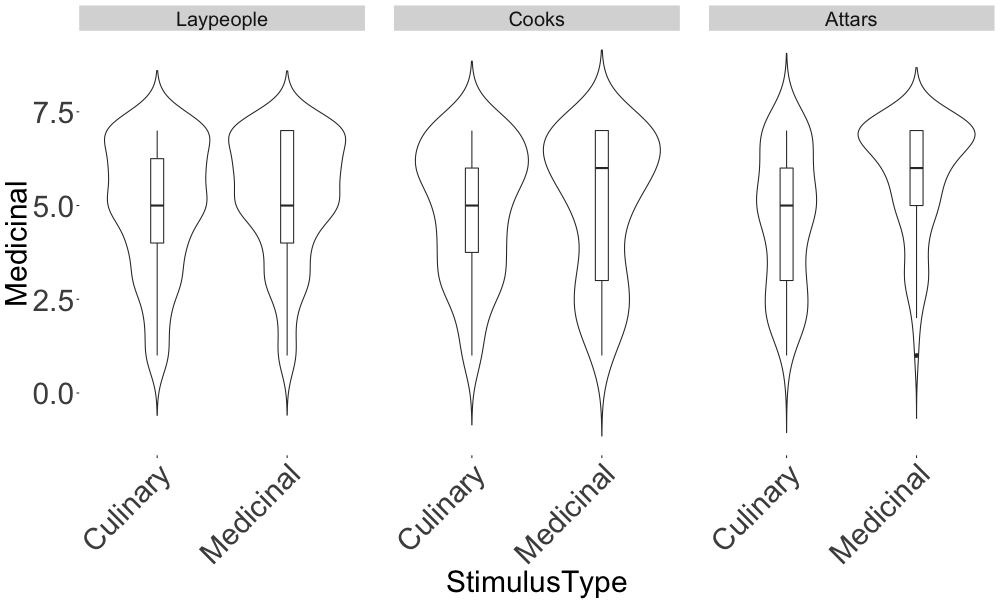 Laypeople Cooks Attars
Medicinal
7.5
5.0
2.5
0.0
Culinary Medicinal Culinary Medicinal Culinary Medicinal
StimulusType